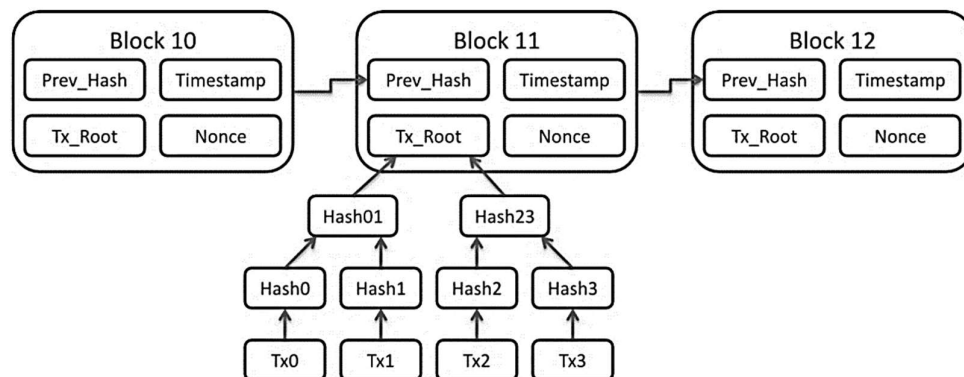 Block 10
Block 11
Block 12
Prev_Hash
Timestamp
Prev_Hash
Timestamp
Prev_Hash
Timestamp
Tx_Root
Nonce
Tx_Root
Nonce
Tx_Root
Nonce
Hash01
Hash23
Hash0
Hash1
Hash2
Hash3
Tx0
Tx1
Tx2
Tx3